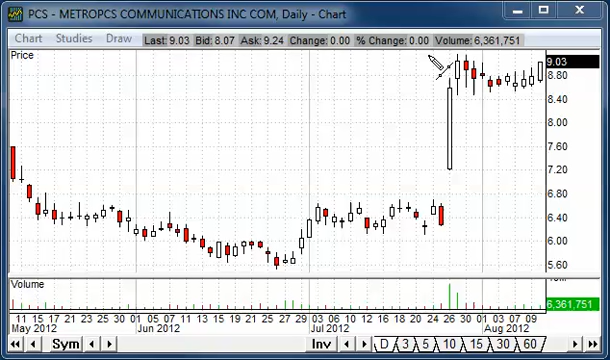 PCS - METROPCS COMMUNICATIONS INC COM, Daily - Chart
Chart Studies Draw Last: 9.03 Bid: 8.07 Ask: 9.24 Change: 0.00 % Change: 0.00 Volume: 6,361,751
Price
9.03
8.80
8.40
8.00
7.60
7.20
6.80
6.40
6.00
5.60
Volume
6,361,751
11 15 17 21 23 25 30 01 05 07 11 13 15 19 21 25 27 29 03 06 10 12 16 18 20 24 26 30 01 03 07 09
May 2012 Jun 2012 Jul 2012 Aug 2012
Sym Inv D 3 5 10 15 30 60